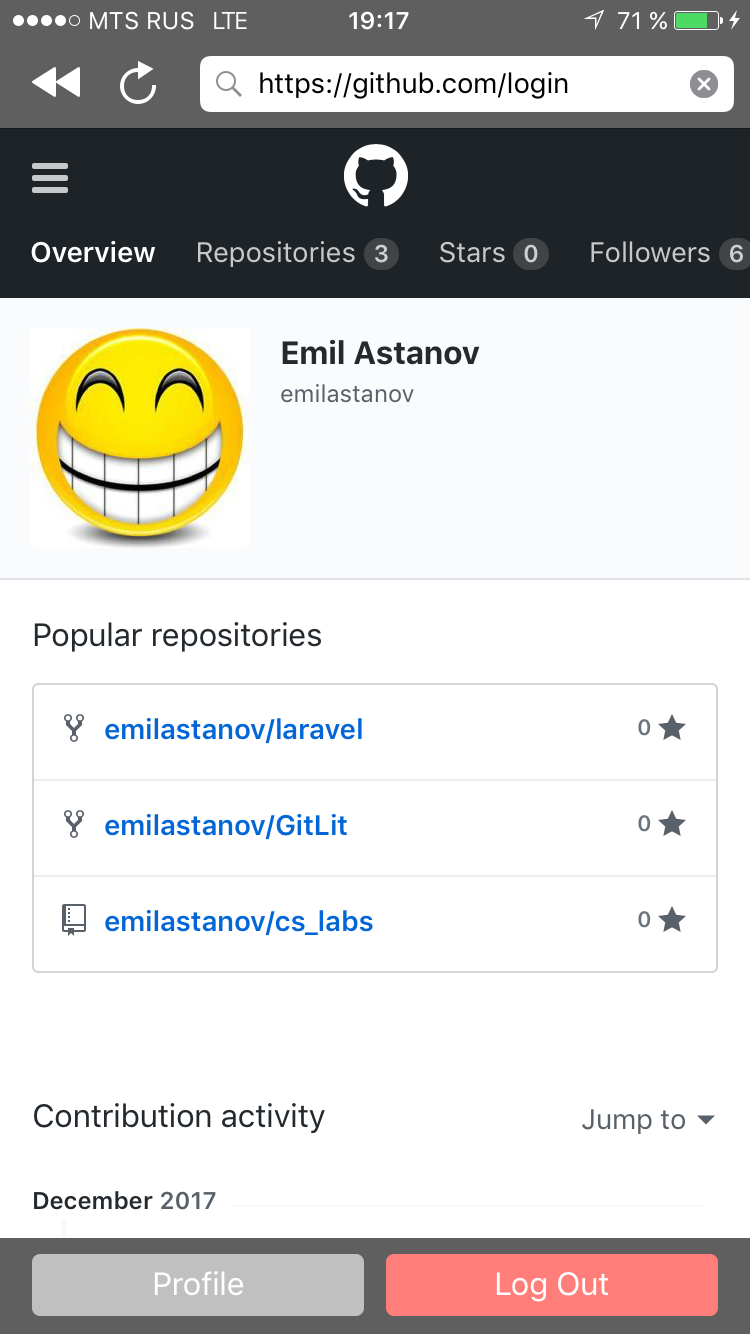 MTS RUS LTE 19:17 71 %
https://github.com/login
Overview Repositories 3 Stars 0 Followers 6
Emil Astanov
emilastanov
Popular repositories
emilastanov/laravel 0
emilastanov/GitLit 0
emilastanov/cs_labs 0
Contribution activity Jump to
December 2017
Profile Log Out